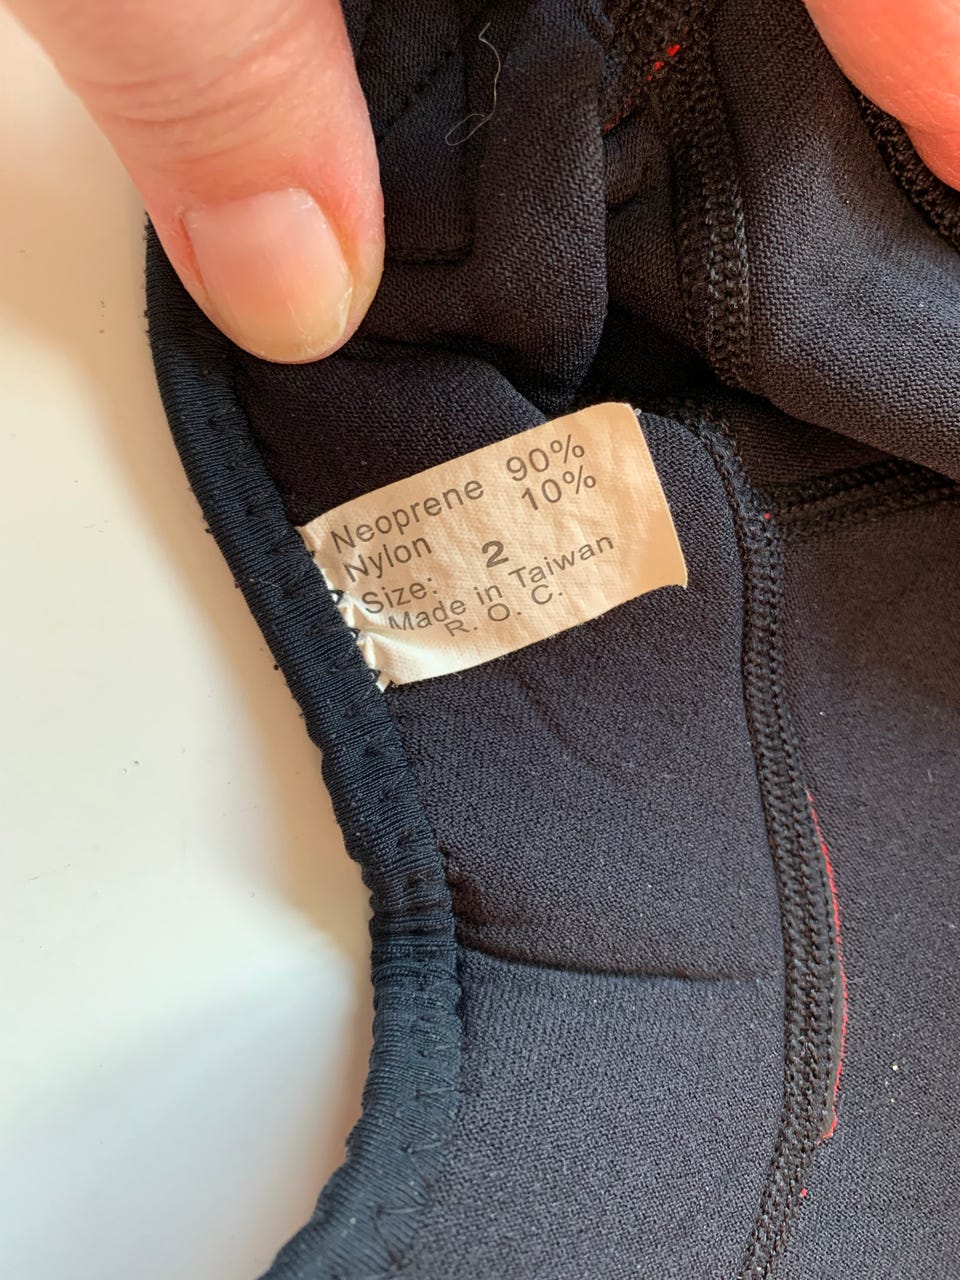 Neoprene 90%
Nylon 10%
Size: 2
Made in Taiwan
R. O. C.